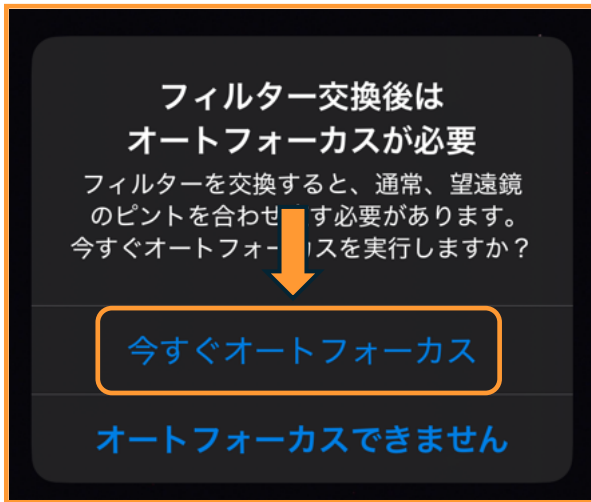 フィルター交換後は
オートフォーカスが必要
フィルターを交換すると、通常、望遠鏡
のピントを合わせ す必要があります。
今すぐオートフォー スを実行しますか？
今すぐオートフォーカス
オートフォーカスできません